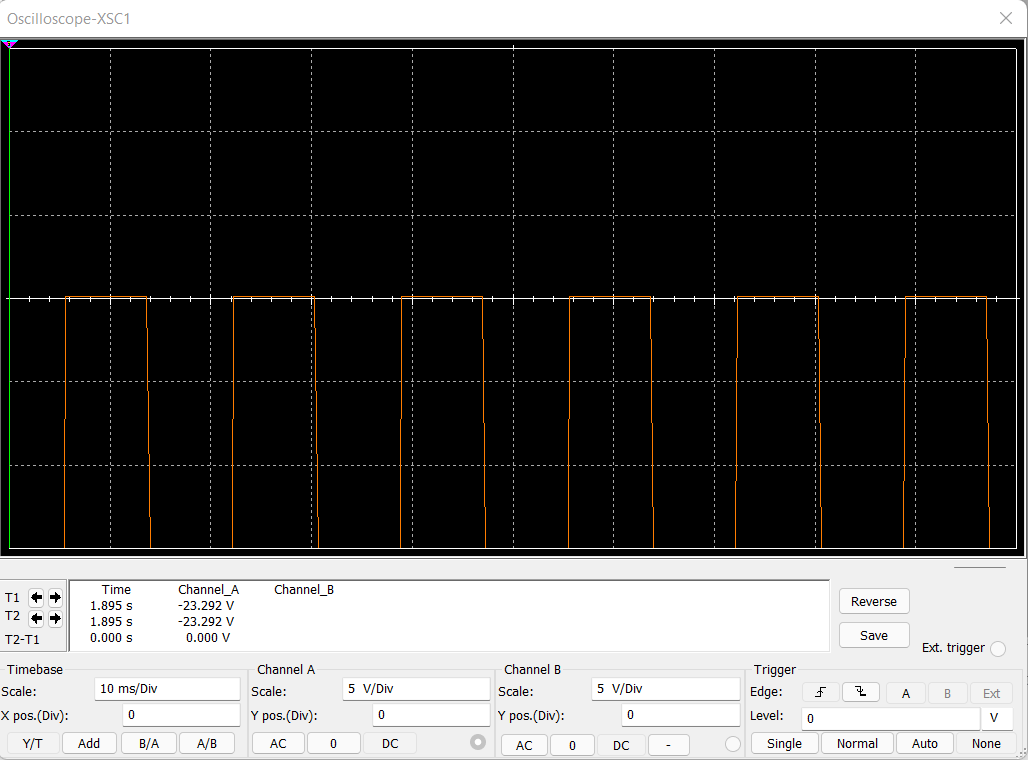 Oscilloscope-XSC1
T1
T2
T2-T1
Time Channel_A Channel_B
1.895 s -23.292 V
1.895 s -23.292 V
0.000 s 0.000 V
Reverse
Save
Ext. trigger
Timebase
Scale: 10 ms/Div
X pos.(Div): 0
Y/T Add B/A A/B
Channel A
Scale: 5 V/Div
Y pos.(Div): 0
AC 0 DC
Channel B
Scale: 5 V/Div
Y pos.(Div): 0
AC 0 DC -
Trigger
Edge: A B Ext
Level: 0 V
Single Normal Auto None